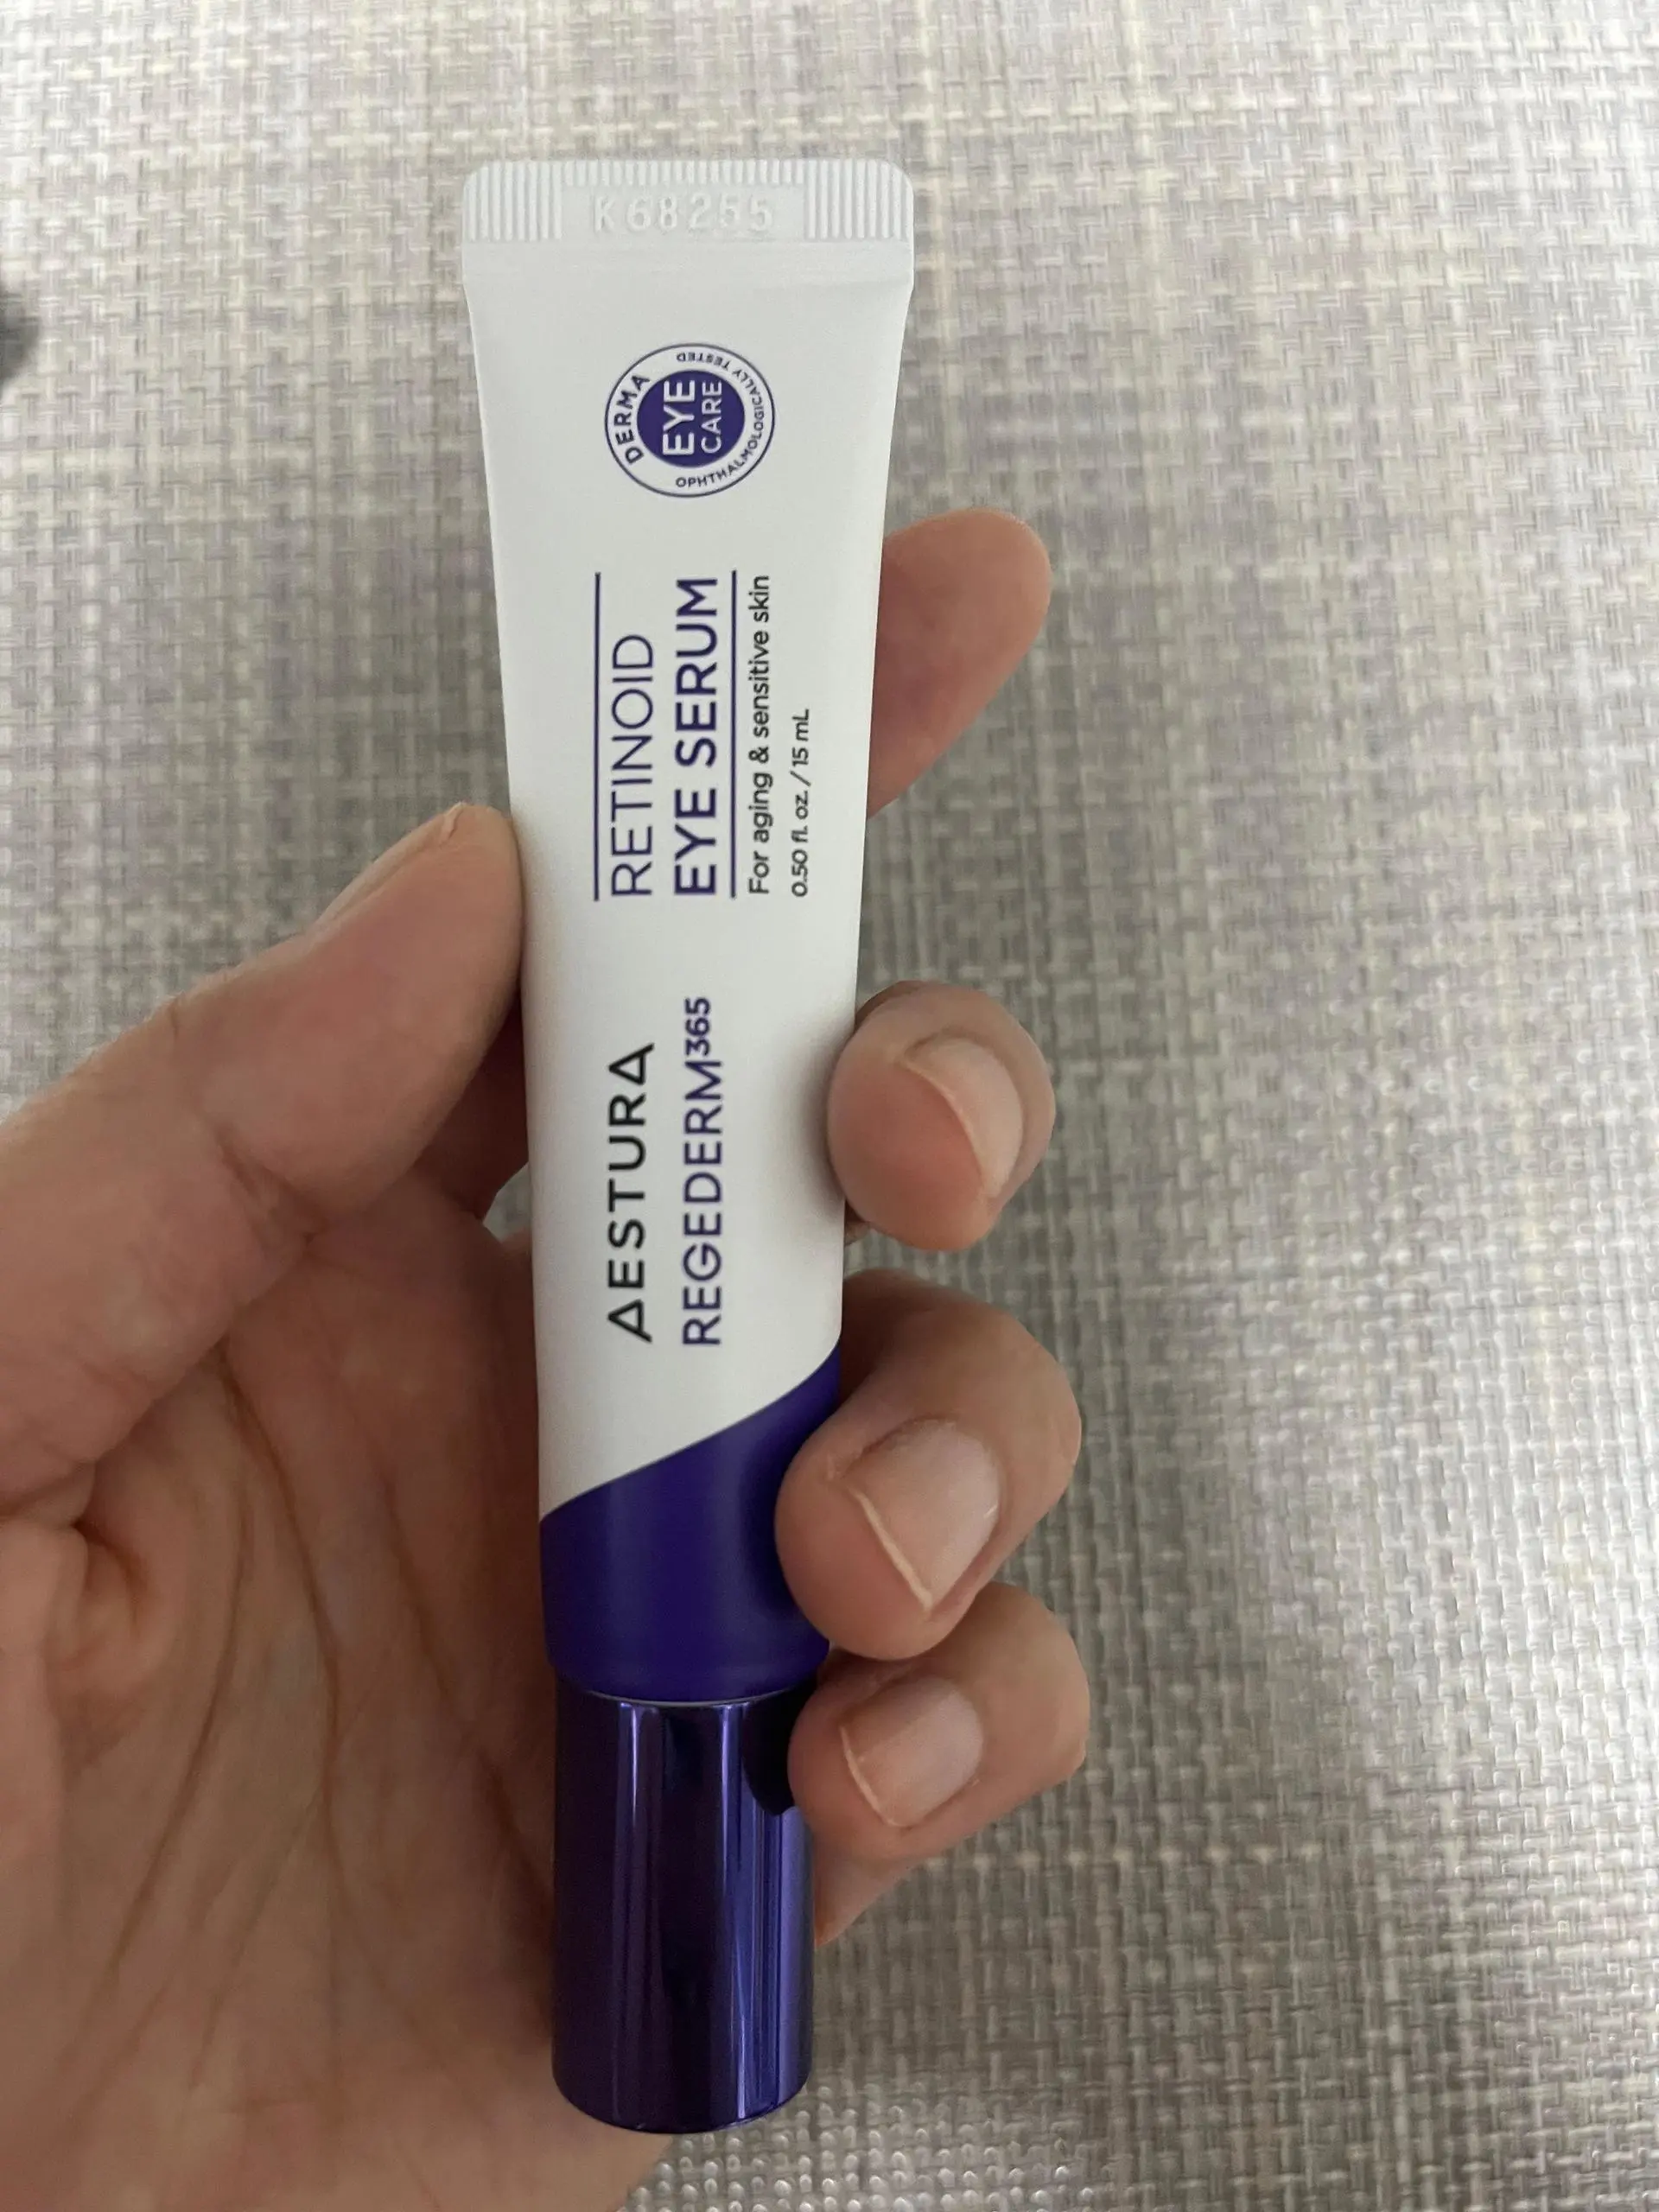 K68255
DERMA
EYE
CARE
OPHTHALMOLOGICALLY TESTED
RETINOID
EYE SERUM
For aging & sensitive skin
0.50 fl. oz. / 15 mL
AESTURA
REGEDERM365